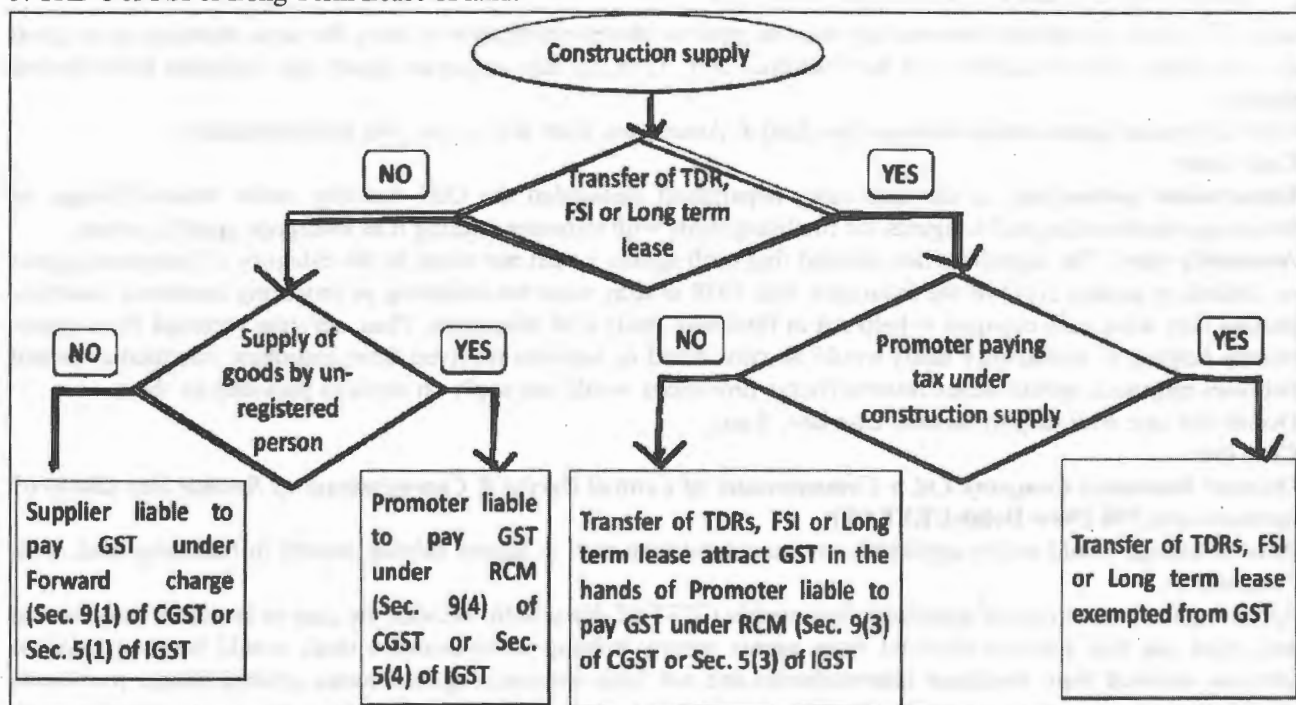 Construction supply
NO
YES
Transfer of TDR,
FSI or Long term
lease
NO
Supply of
goods by un-
registered
person
YES
NO
Promoter paying
tax under
construction supply
YES
Supplier liable to
pay GST under
Forward charge
(Sec. 9(1) of CGST or
Sec. 5(1) of IGST
Promoter liable
to pay GST
under RCM
(Sec. 9(4) of
CGST or Sec.
5(4) of IGST
Transfer of TDRs, FSI or Long
term lease attract GST in the
hands of Promoter liable to
pay GST under RCM (Sec. 9(3)
of CGST or Sec. 5(3) of IGST
Transfer of TDRs, FSI
or Long term lease
exempted from GST